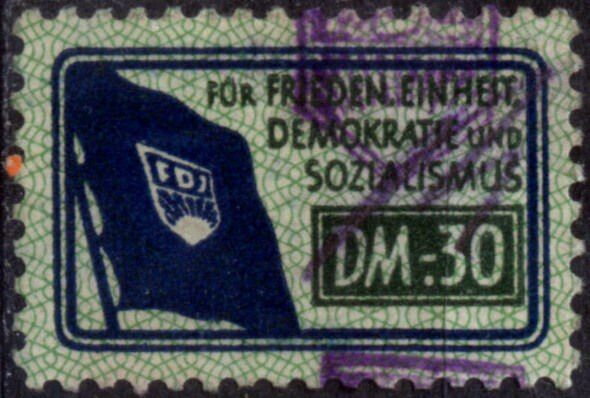 FÜR FRIEDEN, EINHEIT,
DEMOKRATIE UND
SOZIALISMUS
FDJ
DM-.30